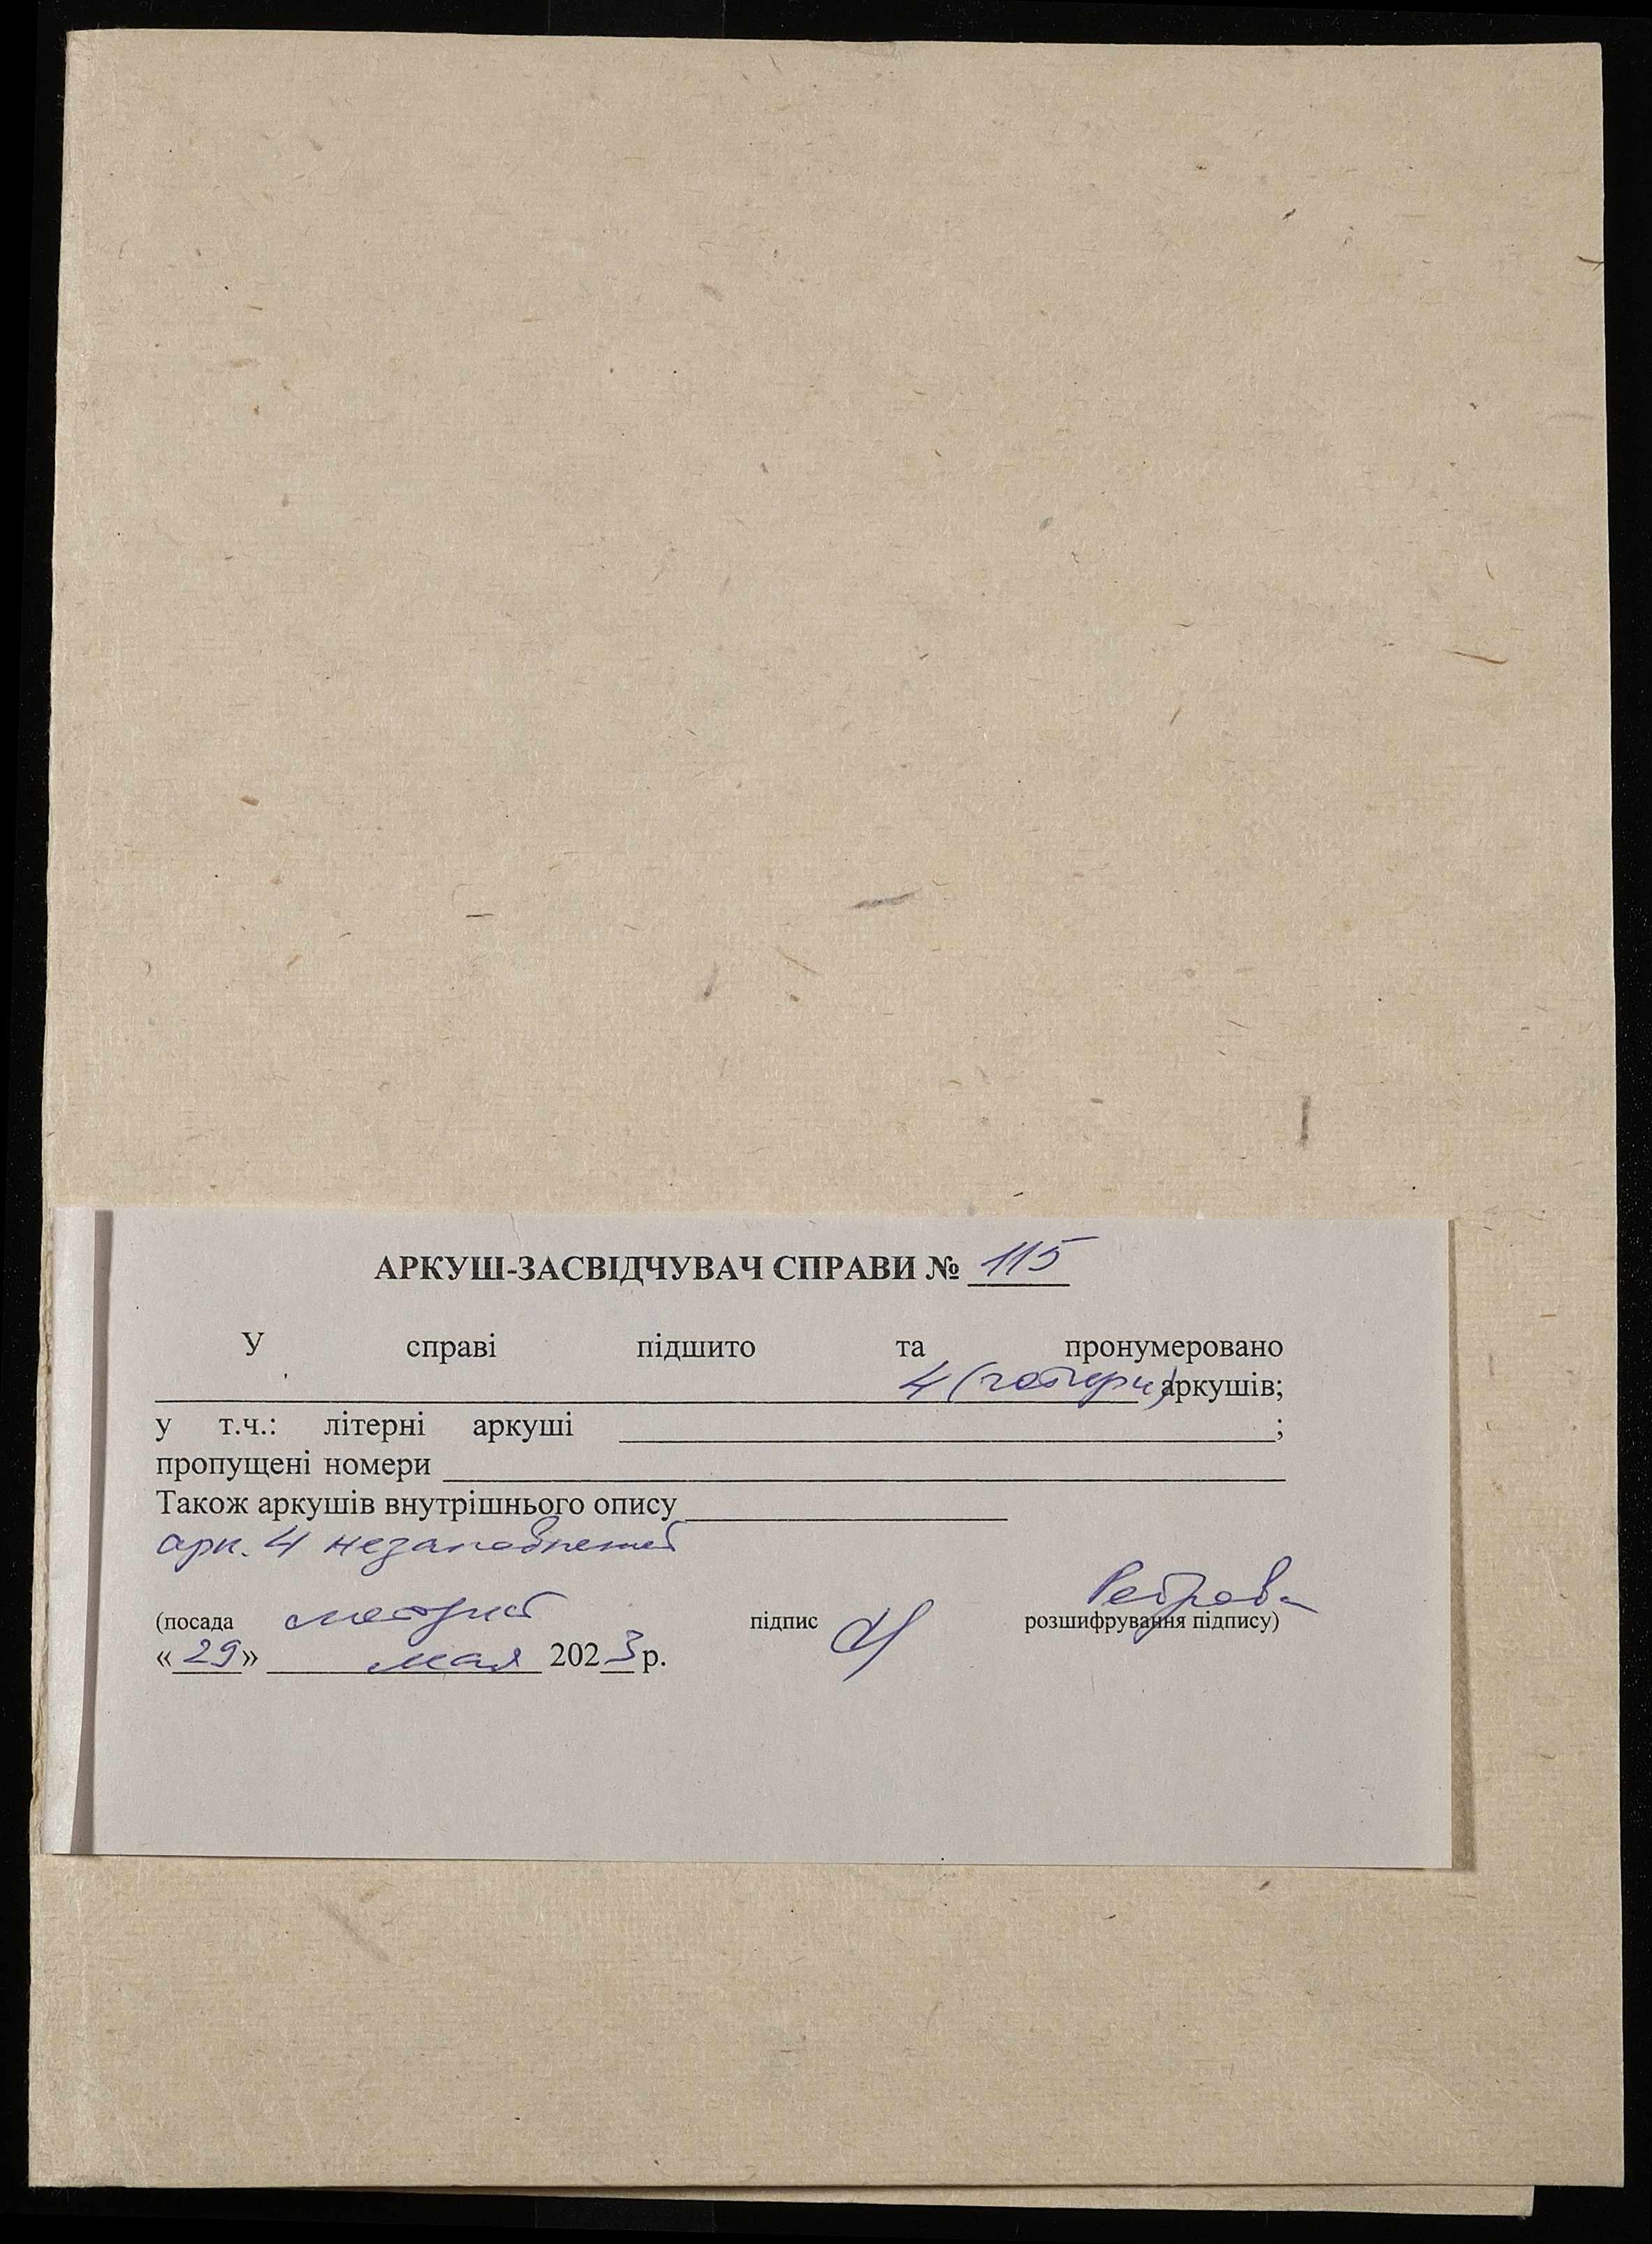 АРКУШ-ЗАСВІДЧУВАЧ СПРАВИ № 115
У справі підшито та пронумеровано
4 (чотири) аркушів;
у т.ч.: літерні аркуші ;
пропущені номери
Також аркушів внутрішнього опису
арк. 4 незаповнений
(посада підпис розшифрування підпису)
«29» мая 2023 р.